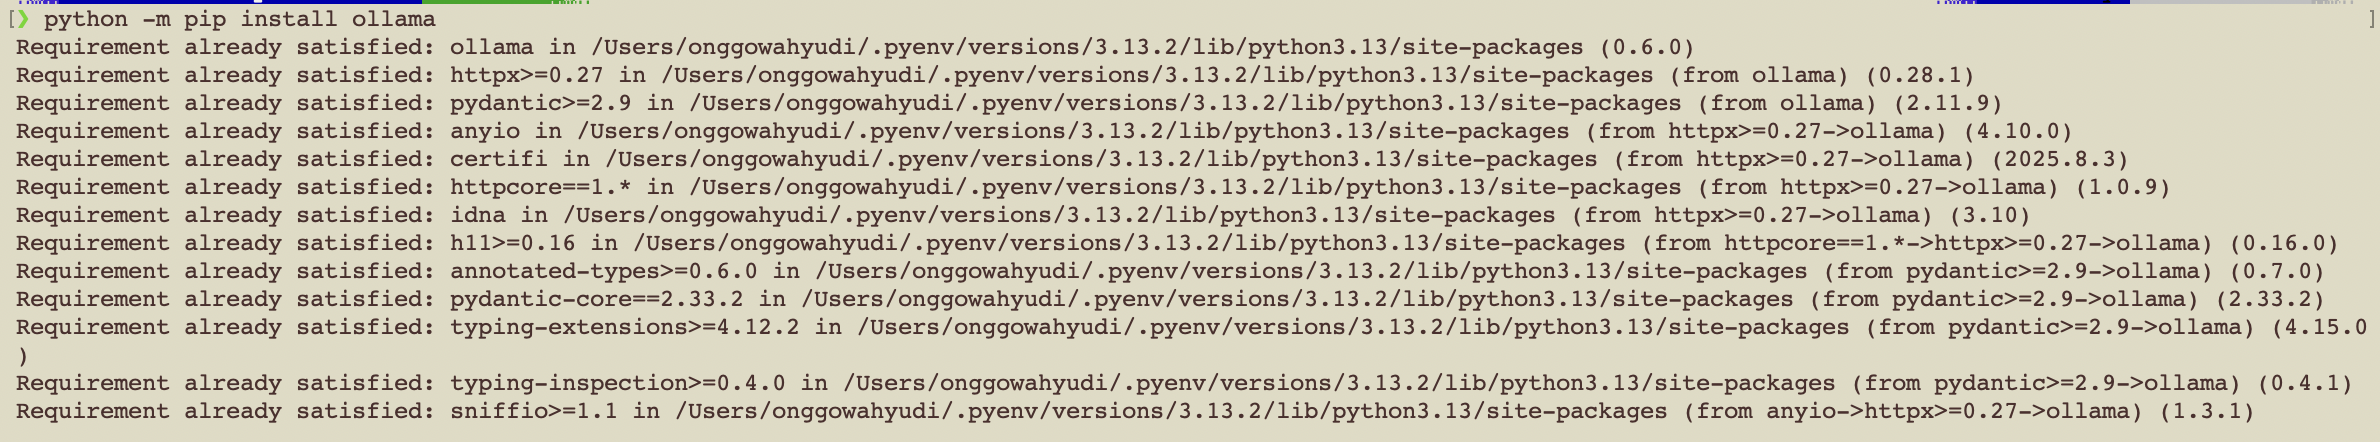 [❯ python -m pip install ollama ]
Requirement already satisfied: ollama in /Users/onggowahyudi/.pyenv/versions/3.13.2/lib/python3.13/site-packages (0.6.0)
Requirement already satisfied: httpx>=0.27 in /Users/onggowahyudi/.pyenv/versions/3.13.2/lib/python3.13/site-packages (from ollama) (0.28.1)
Requirement already satisfied: pydantic>=2.9 in /Users/onggowahyudi/.pyenv/versions/3.13.2/lib/python3.13/site-packages (from ollama) (2.11.9)
Requirement already satisfied: anyio in /Users/onggowahyudi/.pyenv/versions/3.13.2/lib/python3.13/site-packages (from httpx>=0.27->ollama) (4.10.0)
Requirement already satisfied: certifi in /Users/onggowahyudi/.pyenv/versions/3.13.2/lib/python3.13/site-packages (from httpx>=0.27->ollama) (2025.8.3)
Requirement already satisfied: httpcore==1.* in /Users/onggowahyudi/.pyenv/versions/3.13.2/lib/python3.13/site-packages (from httpx>=0.27->ollama) (1.0.9)
Requirement already satisfied: idna in /Users/onggowahyudi/.pyenv/versions/3.13.2/lib/python3.13/site-packages (from httpx>=0.27->ollama) (3.10)
Requirement already satisfied: h11>=0.16 in /Users/onggowahyudi/.pyenv/versions/3.13.2/lib/python3.13/site-packages (from httpcore==1.*->httpx>=0.27->ollama) (0.16.0)
Requirement already satisfied: annotated-types>=0.6.0 in /Users/onggowahyudi/.pyenv/versions/3.13.2/lib/python3.13/site-packages (from pydantic>=2.9->ollama) (0.7.0)
Requirement already satisfied: pydantic-core==2.33.2 in /Users/onggowahyudi/.pyenv/versions/3.13.2/lib/python3.13/site-packages (from pydantic>=2.9->ollama) (2.33.2)
Requirement already satisfied: typing-extensions>=4.12.2 in /Users/onggowahyudi/.pyenv/versions/3.13.2/lib/python3.13/site-packages (from pydantic>=2.9->ollama) (4.15.0
)
Requirement already satisfied: typing-inspection>=0.4.0 in /Users/onggowahyudi/.pyenv/versions/3.13.2/lib/python3.13/site-packages (from pydantic>=2.9->ollama) (0.4.1)
Requirement already satisfied: sniffio>=1.1 in /Users/onggowahyudi/.pyenv/versions/3.13.2/lib/python3.13/site-packages (from anyio->httpx>=0.27->ollama) (1.3.1)